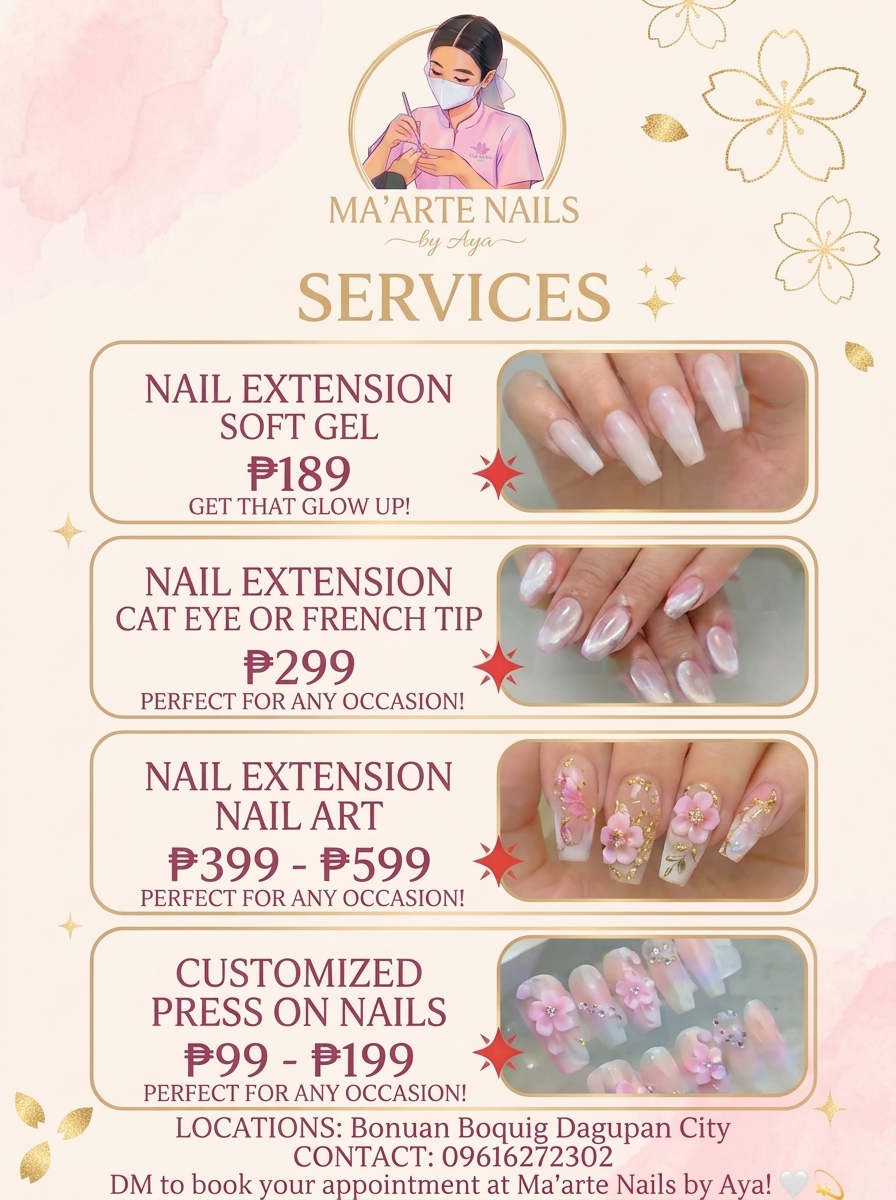 MA'ARTE NAILS
by Aya
SERVICES
NAIL EXTENSION
SOFT GEL
₱189
GET THAT GLOW UP!
NAIL EXTENSION
CAT EYE OR FRENCH TIP
₱299
PERFECT FOR ANY OCCASION!
NAIL EXTENSION
NAIL ART
₱399 - ₱599
PERFECT FOR ANY OCCASION!
CUSTOMIZED
PRESS ON NAILS
₱99 - ₱199
PERFECT FOR ANY OCCASION!
LOCATIONS: Bonuan Boquig Dagupan City
CONTACT: 09616272302
DM to book your appointment at Ma'arte Nails by Aya! 🤍 💫